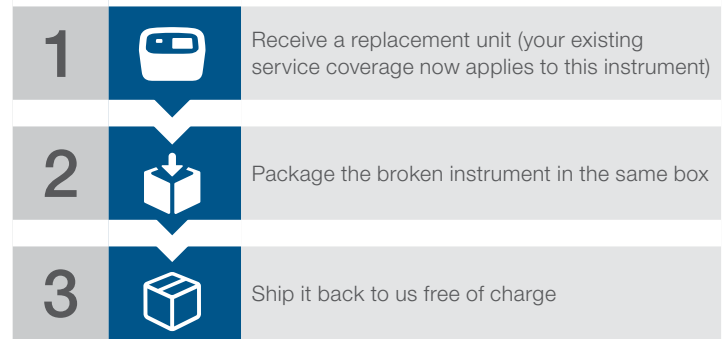 1
Receive a replacement unit (your existing
service coverage now applies to this instrument)
2
Package the broken instrument in the same box
3
Ship it back to us free of charge